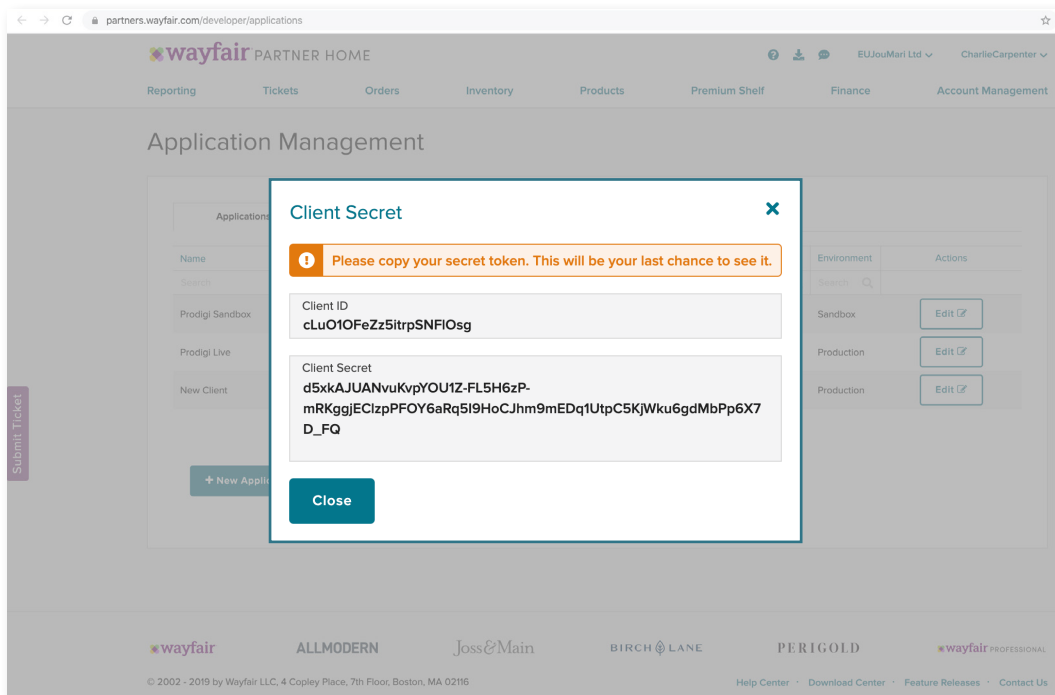 partners.wayfair.com/developer/applications
wayfair PARTNER HOME
EUJouMari Ltd
CharlieCarpenter
Reporting
Tickets
Orders
Inventory
Products
Premium Shelf
Finance
Account Management
Application Management
Applications
Name
Environment
Actions
Search
Search
Prodigi Sandbox
Sandbox
Edit
Prodigi Live
Production
Edit
New Client
Production
Edit
+ New Applic
Client Secret
Please copy your secret token. This will be your last chance to see it.
Client ID
cLuO1OFeZz5itrpSNFlOsg
Client Secret
d5xkAJUANvuKvpYOU1Z-FL5H6zP-
mRKggjEClzpPFOY6aRq5I9HoCJhm9mEDq1UtpC5KjWku6gdMbPp6X7
D_FQ
Close
Submit Ticket
wayfair
ALLMODERN
Joss&Main
BIRCH LANE
PERIGOLD
wayfair PROFESSIONAL
© 2002 - 2019 by Wayfair LLC, 4 Copley Place, 7th Floor, Boston, MA 02116
Help Center · Download Center · Feature Releases · Contact Us